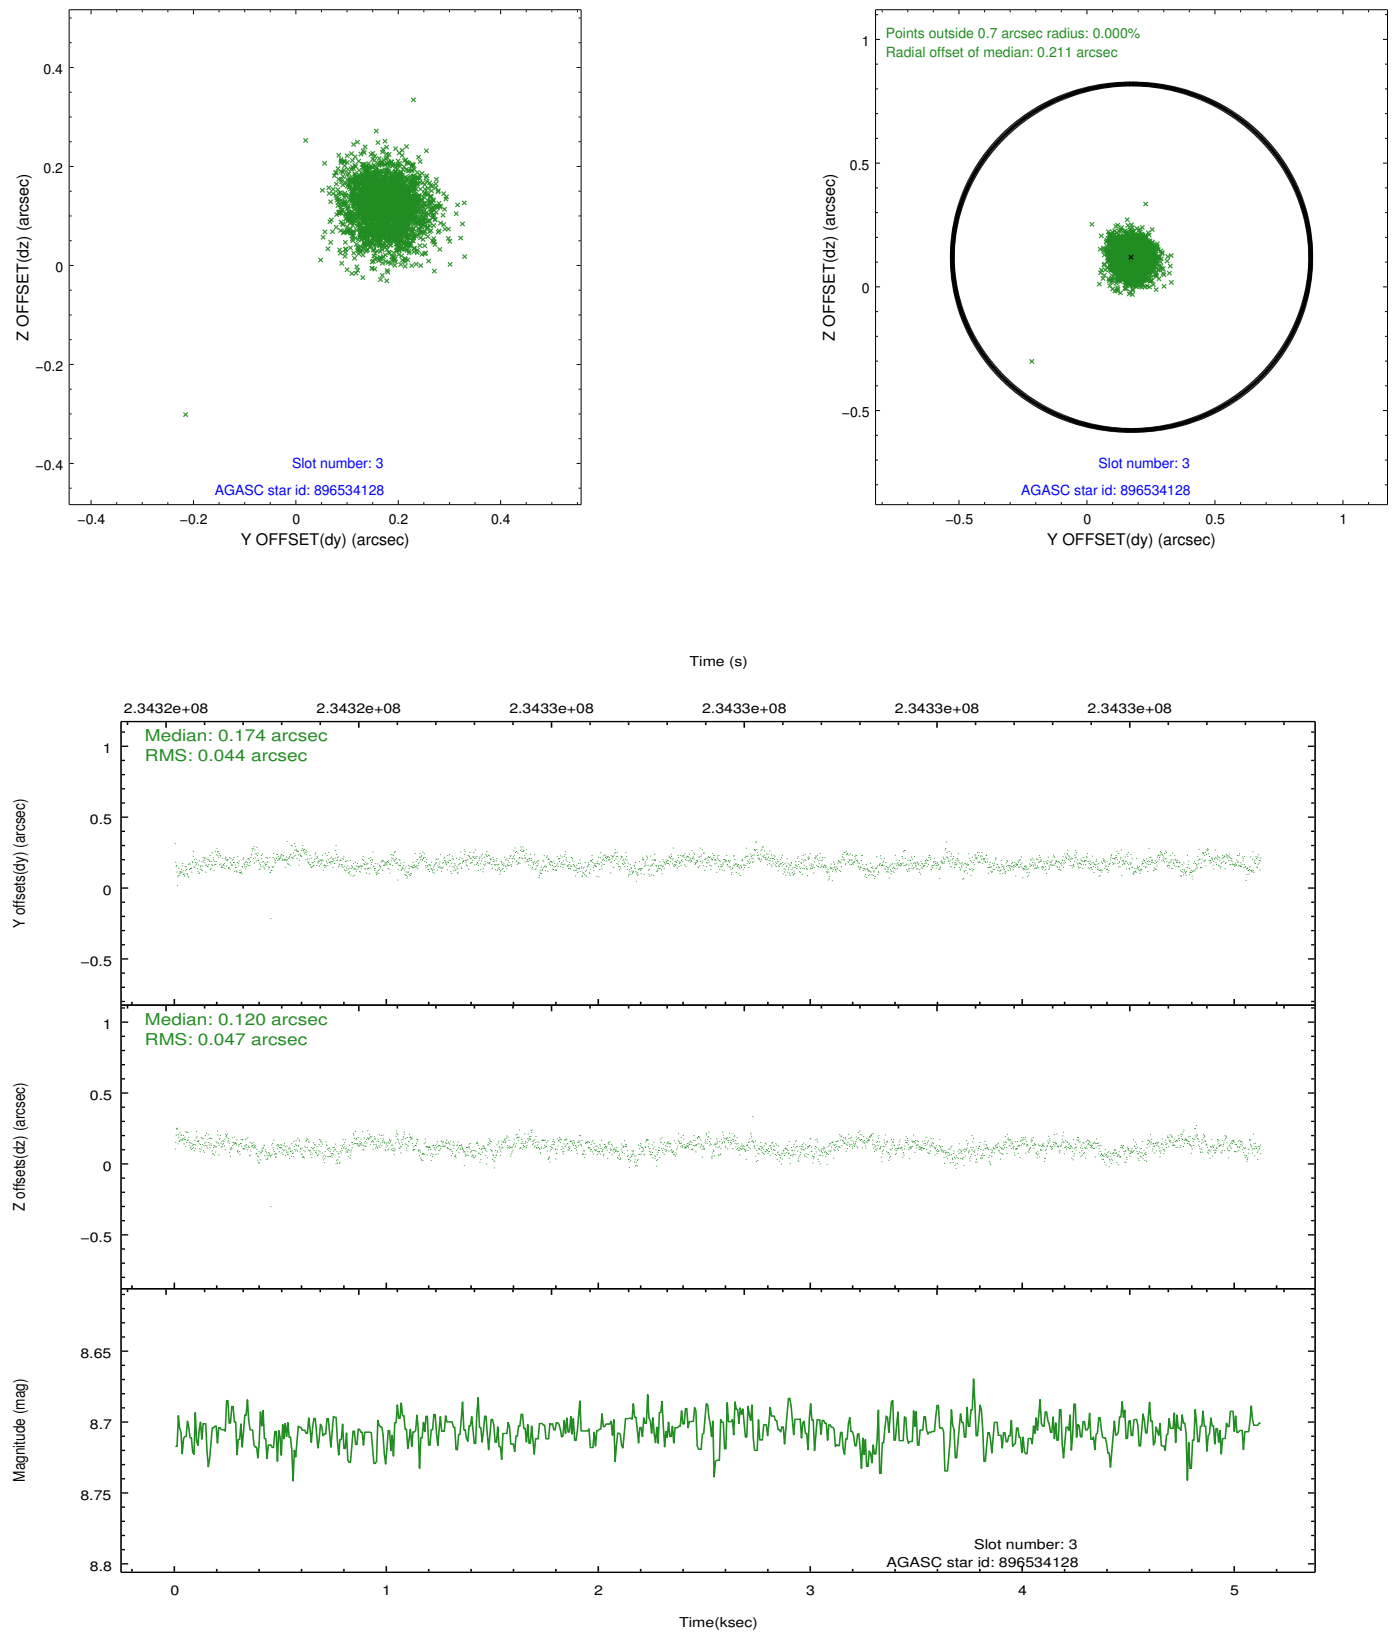 0.4
0.2
0
−0.2
−0.4
Z OFFSET(dz) (arcsec)
Slot number: 3
AGASC star id: 896534128
−0.4 −0.2 0 0.2 0.4
Y OFFSET(dy) (arcsec)
Points outside 0.7 arcsec radius: 0.000%
Radial offset of median: 0.211 arcsec
1
0.5
0
−0.5
Z OFFSET(dz) (arcsec)
Slot number: 3
AGASC star id: 896534128
−0.5 0 0.5 1
Y OFFSET(dy) (arcsec)
Time (s)
2.3432e+08 2.3432e+08 2.3433e+08 2.3433e+08 2.3433e+08 2.3433e+08
Median: 0.174 arcsec
RMS: 0.044 arcsec
1
0.5
0
−0.5
Y offsets(dy) (arcsec)
Median: 0.120 arcsec
RMS: 0.047 arcsec
1
0.5
0
−0.5
Z offsets(dz) (arcsec)
8.65
8.7
8.75
8.8
Magnitude (mag)
Slot number: 3
AGASC star id: 896534128
0 1 2 3 4 5
Time(ksec)